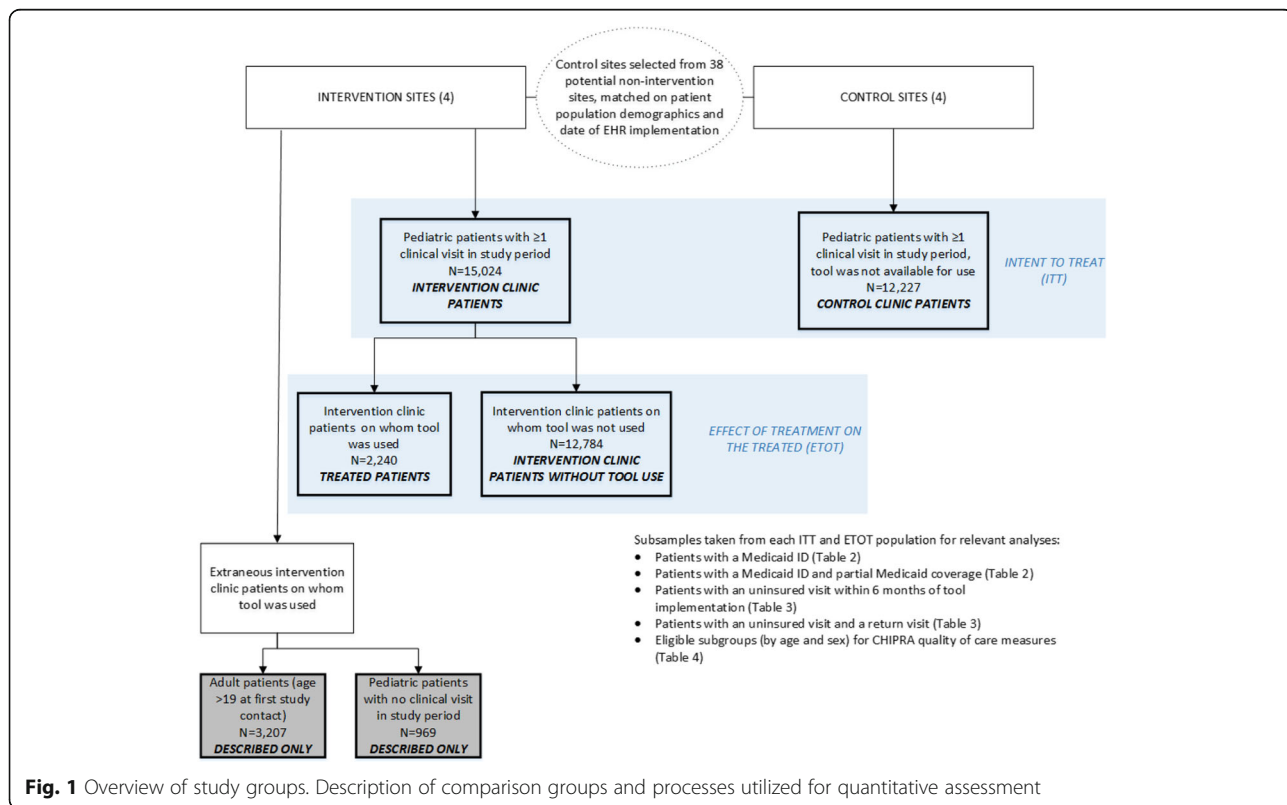 Control sites selected from 38
potential non-intervention
sites, matched on patient
population demographics and
date of EHR implementation
INTERVENTION SITES (4)
CONTROL SITES (4)
Pediatric patients with ≥1
clinical visit in study period
N=15,024
INTERVENTION CLINIC
PATIENTS
Pediatric patients with ≥1
clinical visit in study period,
tool was not available for use
N=12,227
CONTROL CLINIC PATIENTS
INTENT TO TREAT
(ITT)
Intervention clinic
patients on whom tool
was used
N=2,240
TREATED PATIENTS
Intervention clinic patients on
whom tool was not used
N=12,784
INTERVENTION CLINIC
PATIENTS WITHOUT TOOL USE
EFFECT OF TREATMENT ON
THE TREATED (ETOT)
Extraneous intervention
clinic patients on whom
tool was used
Subsamples taken from each ITT and ETOT population for relevant analyses:
• Patients with a Medicaid ID (Table 2)
• Patients with a Medicaid ID and partial Medicaid coverage (Table 2)
• Patients with an uninsured visit within 6 months of tool
implementation (Table 3)
• Patients with an uninsured visit and a return visit (Table 3)
• Eligible subgroups (by age and sex) for CHIPRA quality of care measures
(Table 4)
Adult patients (age
>19 at first study
contact)
N=3,207
DESCRIBED ONLY
Pediatric patients
with no clinical visit
in study period
N=969
DESCRIBED ONLY
Fig. 1 Overview of study groups. Description of comparison groups and processes utilized for quantitative assessment